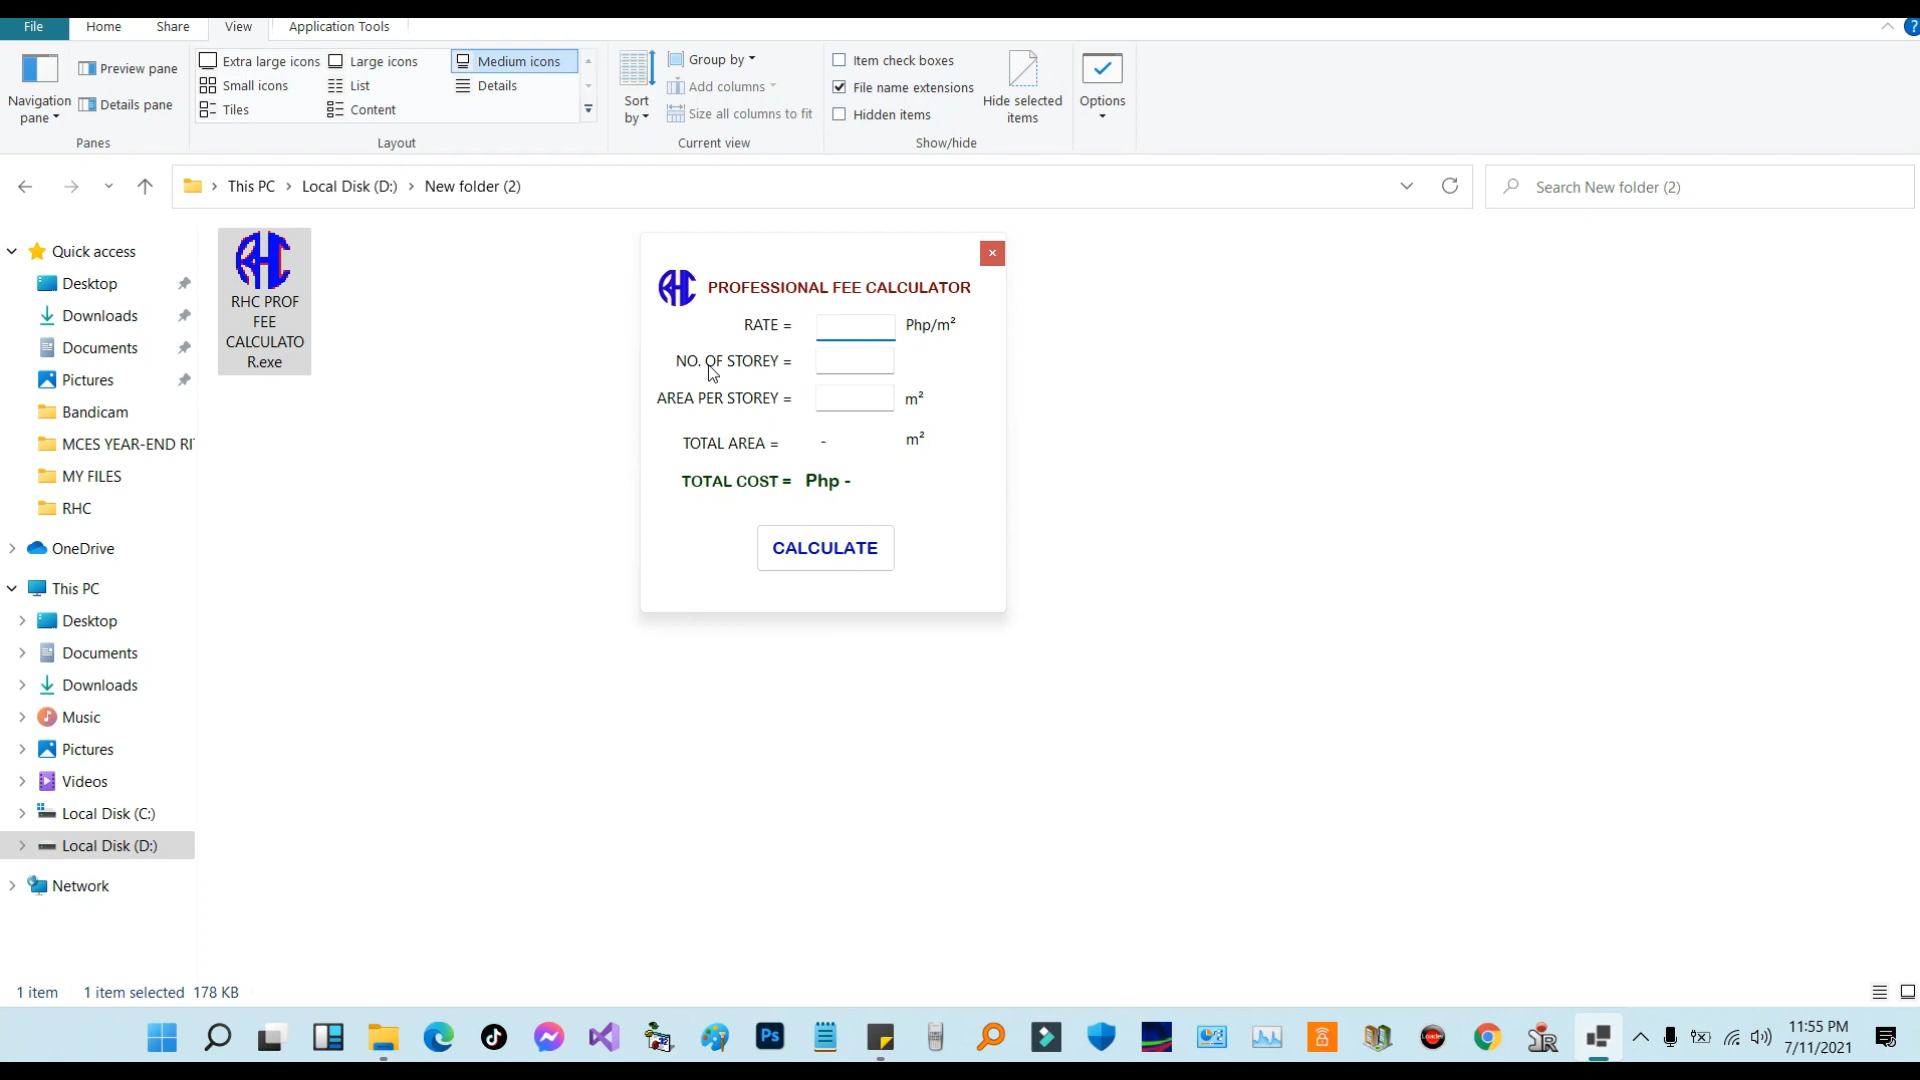 File Home Share View Application Tools
Extra large icons Large icons Medium icons
Small icons List Details
Tiles Content
Layout
Navigation pane
Preview pane
Details pane
Panes
Sort by
Group by
Add columns
Size all columns to fit
Current view
Item check boxes
File name extensions
Hidden items
Hide selected items
Show/hide
Options
This PC > Local Disk (D:) > New folder (2)
Search New folder (2)
Quick access
Desktop
Downloads
Documents
Pictures
Bandicam
MCES YEAR-END RI
MY FILES
RHC
OneDrive
This PC
Desktop
Documents
Downloads
Music
Pictures
Videos
Local Disk (C:)
Local Disk (D:)
Network
RHC
RHC PROF
FEE
CALCULATO
R.exe
RHC PROFESSIONAL FEE CALCULATOR
RATE = Php/m²
NO. OF STOREY =
AREA PER STOREY = m²
TOTAL AREA = - m²
TOTAL COST = Php -
CALCULATE
1 item 1 item selected 178 KB
Ps
11:55 PM
7/11/2021